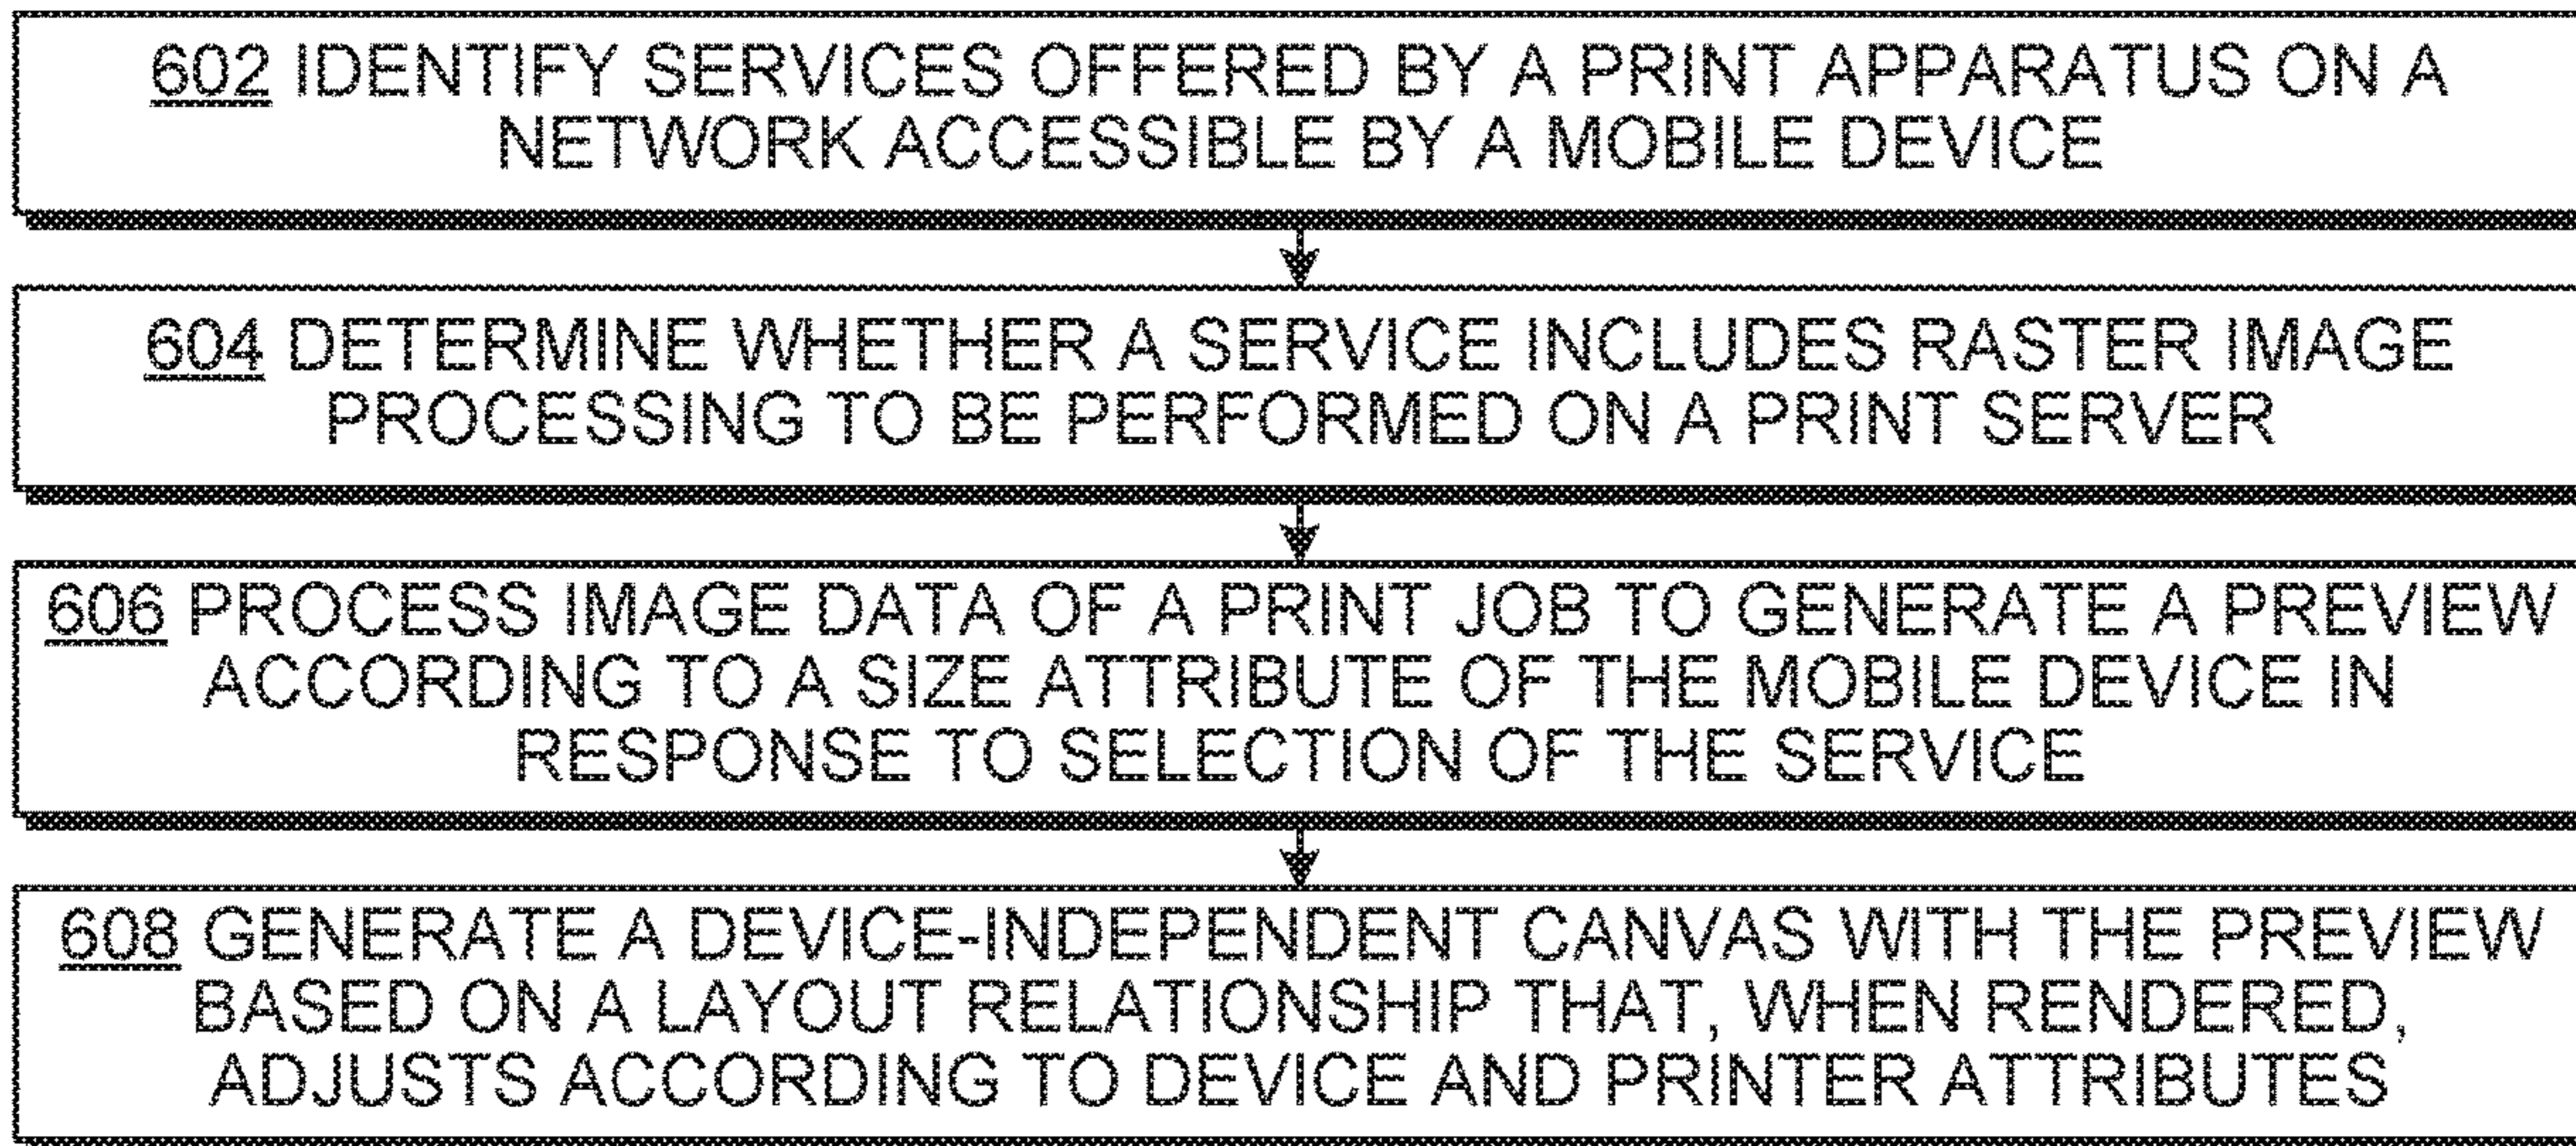 602 IDENTIFY SERVICES OFFERED BY A PRINT APPARATUS ON A
NETWORK ACCESSIBLE BY A MOBILE DEVICE
604 DETERMINE WHETHER A SERVICE INCLUDES RASTER IMAGE
PROCESSING TO BE PERFORMED ON A PRINT SERVER
606 PROCESS IMAGE DATA OF A PRINT JOB TO GENERATE A PREVIEW
ACCORDING TO A SIZE ATTRIBUTE OF THE MOBILE DEVICE IN
RESPONSE TO SELECTION OF THE SERVICE
608 GENERATE A DEVICE-INDEPENDENT CANVAS WITH THE PREVIEW
BASED ON A LAYOUT RELATIONSHIP THAT, WHEN RENDERED,
ADJUSTS ACCORDING TO DEVICE AND PRINTER ATTRIBUTES